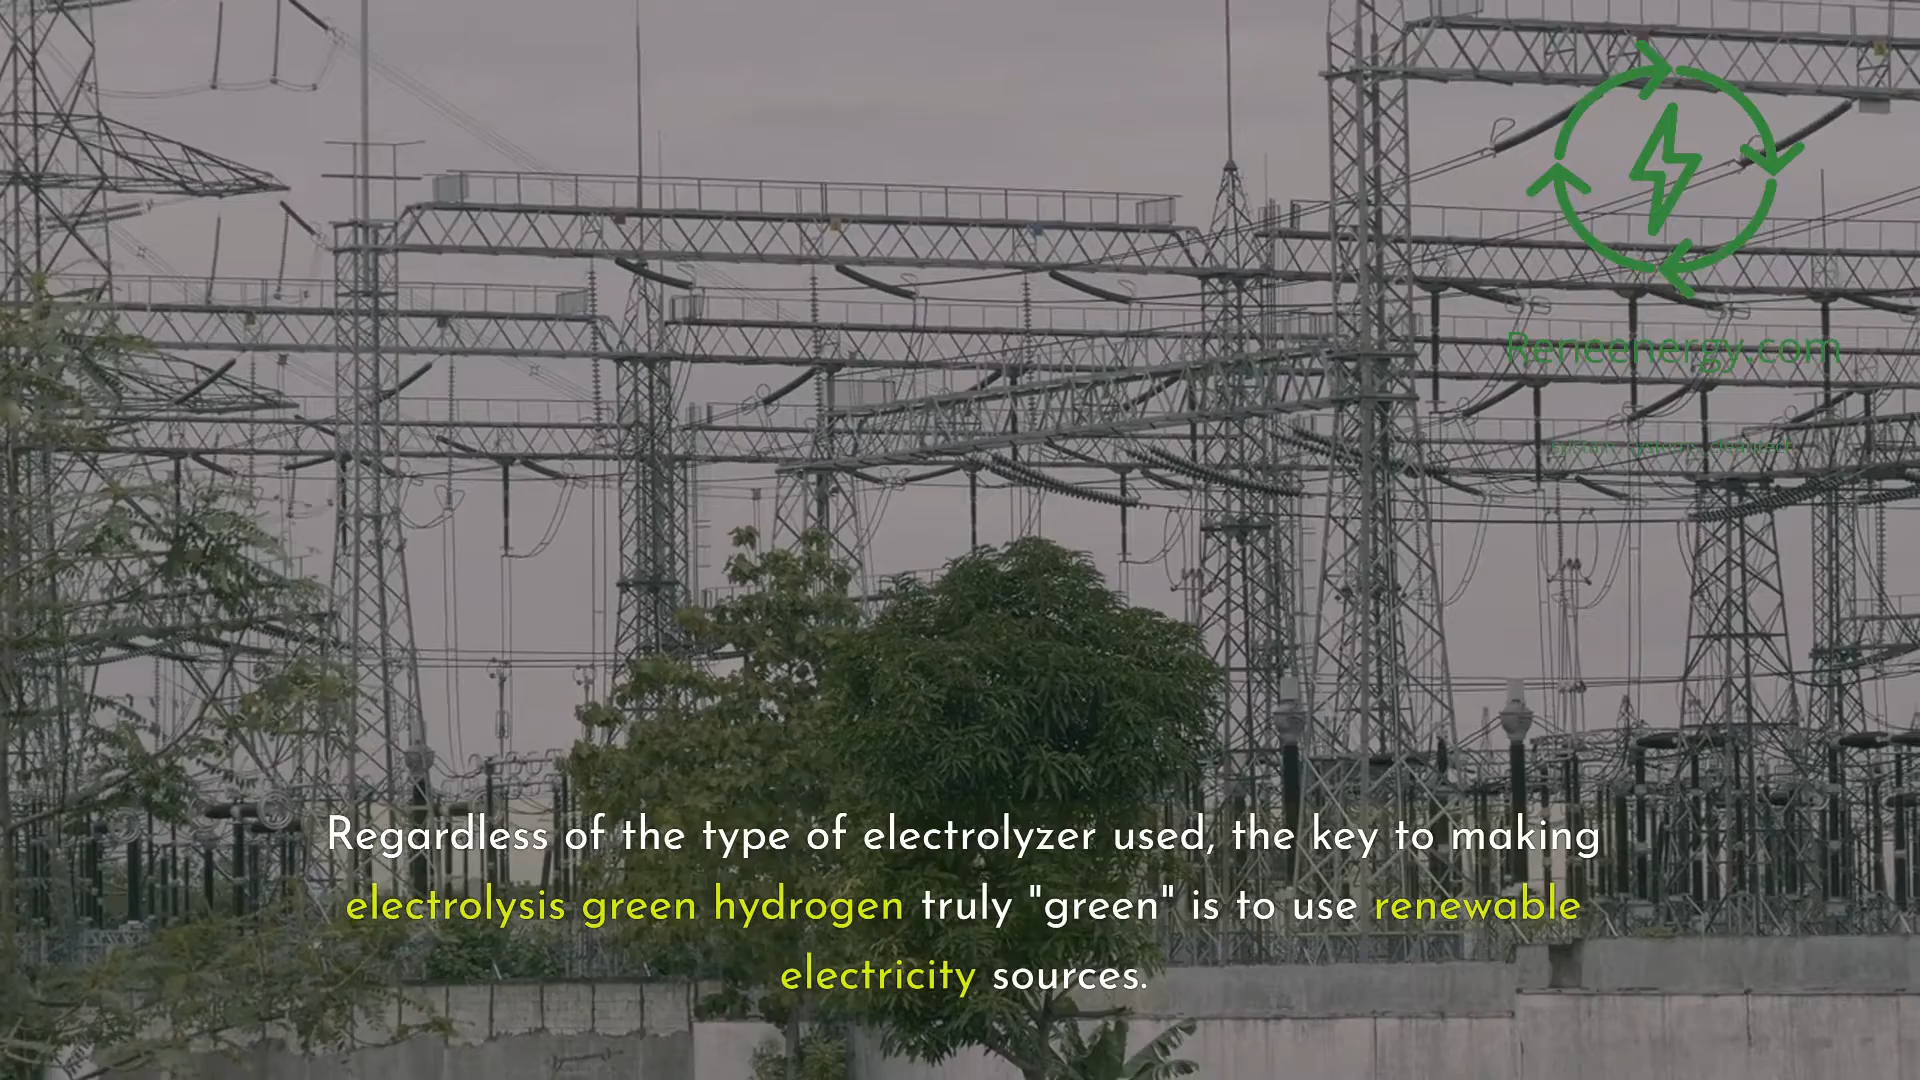 Reneenergy.com
Regardless of the type of electrolyzer used, the key to making
electrolysis green hydrogen truly "green" is to use renewable
electricity sources.